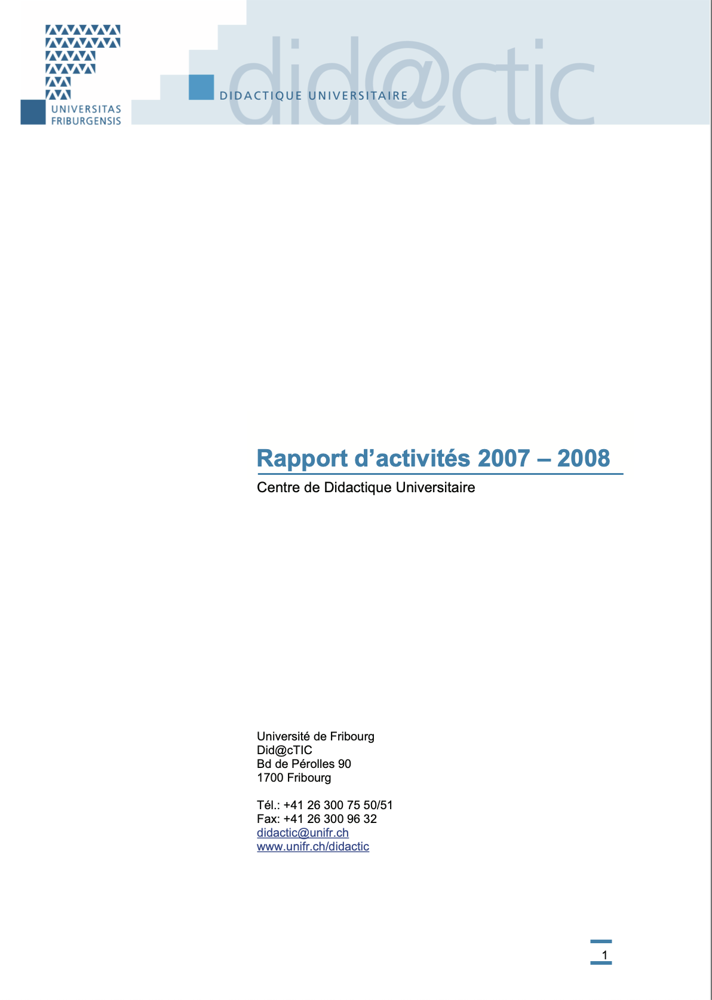 UNIVERSITAS
FRIBURGENSIS
did@ctic
DIDACTIQUE UNIVERSITAIRE
Rapport d’activités 2007 – 2008
Centre de Didactique Universitaire
Université de Fribourg
Did@cTIC
Bd de Pérolles 90
1700 Fribourg
Tél.: +41 26 300 75 50/51
Fax: +41 26 300 96 32
didactic@unifr.ch
www.unifr.ch/didactic
1